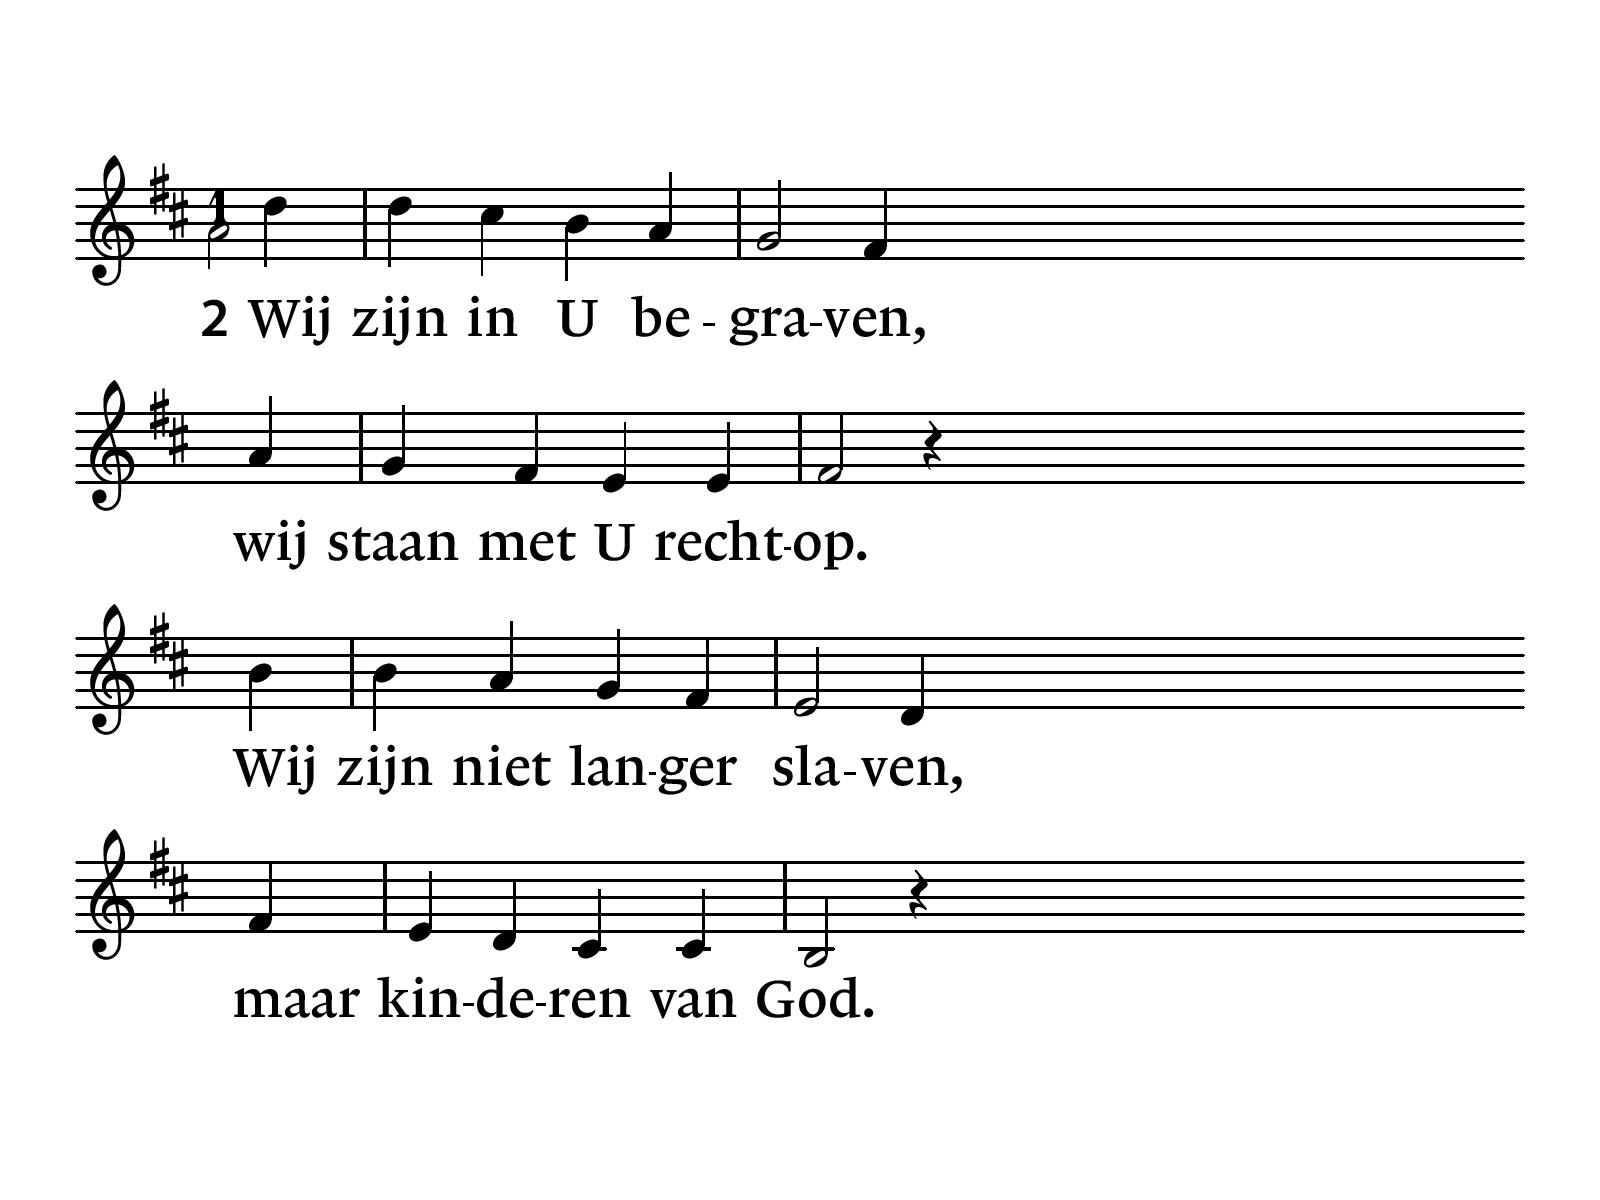 2 Wij zijn in U be - gra-ven,
wij staan met U recht-op.
Wij zijn niet lan-ger sla-ven,
maar kin-de-ren van God.